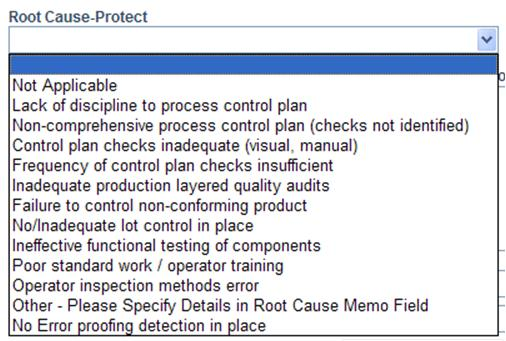 Root Cause-Protect
Not Applicable
Lack of discipline to process control plan
Non-comprehensive process control plan (checks not identified)
Control plan checks inadequate (visual, manual)
Frequency of control plan checks insufficient
Inadequate production layered quality audits
Failure to control non-conforming product
No/Inadequate lot control in place
Ineffective functional testing of components
Poor standard work / operator training
Operator inspection methods error
Other - Please Specify Details in Root Cause Memo Field
No Error proofing detection in place